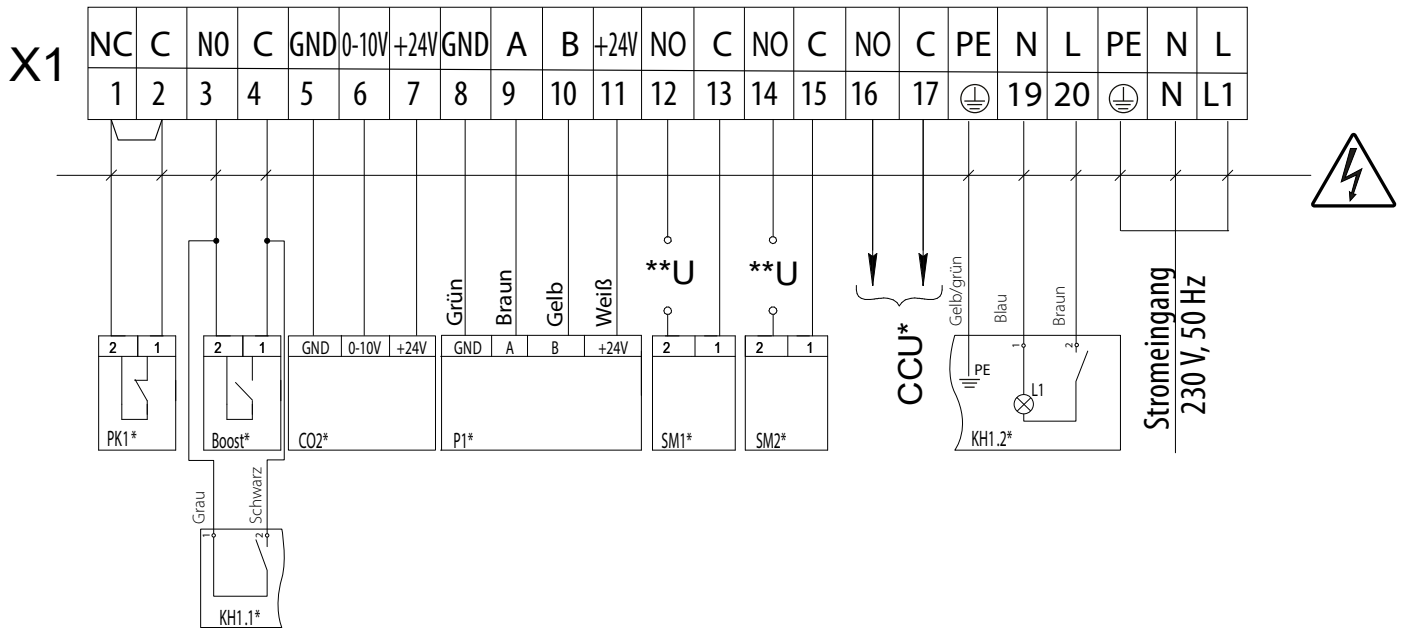 X1
NC C NO C GND 0-10V +24V GND A B +24V NO C NO C NO C PE N L PE N L
1 2 3 4 5 6 7 8 9 10 11 12 13 14 15 16 17 19 20 N L1
Grün
Braun
Gelb
Weiß
**U
**U
CCU*
Gelb/grün
Blau
Braun
Stromeingang
230 V, 50 Hz
2 1
PK1*
2 1
Boost*
GND 0-10V +24V
CO2*
GND A B +24V
P1*
2 1
SM1*
2 1
SM2*
1 2
PE
L1
KH1.2*
Grau
Schwarz
1 2
KH1.1*